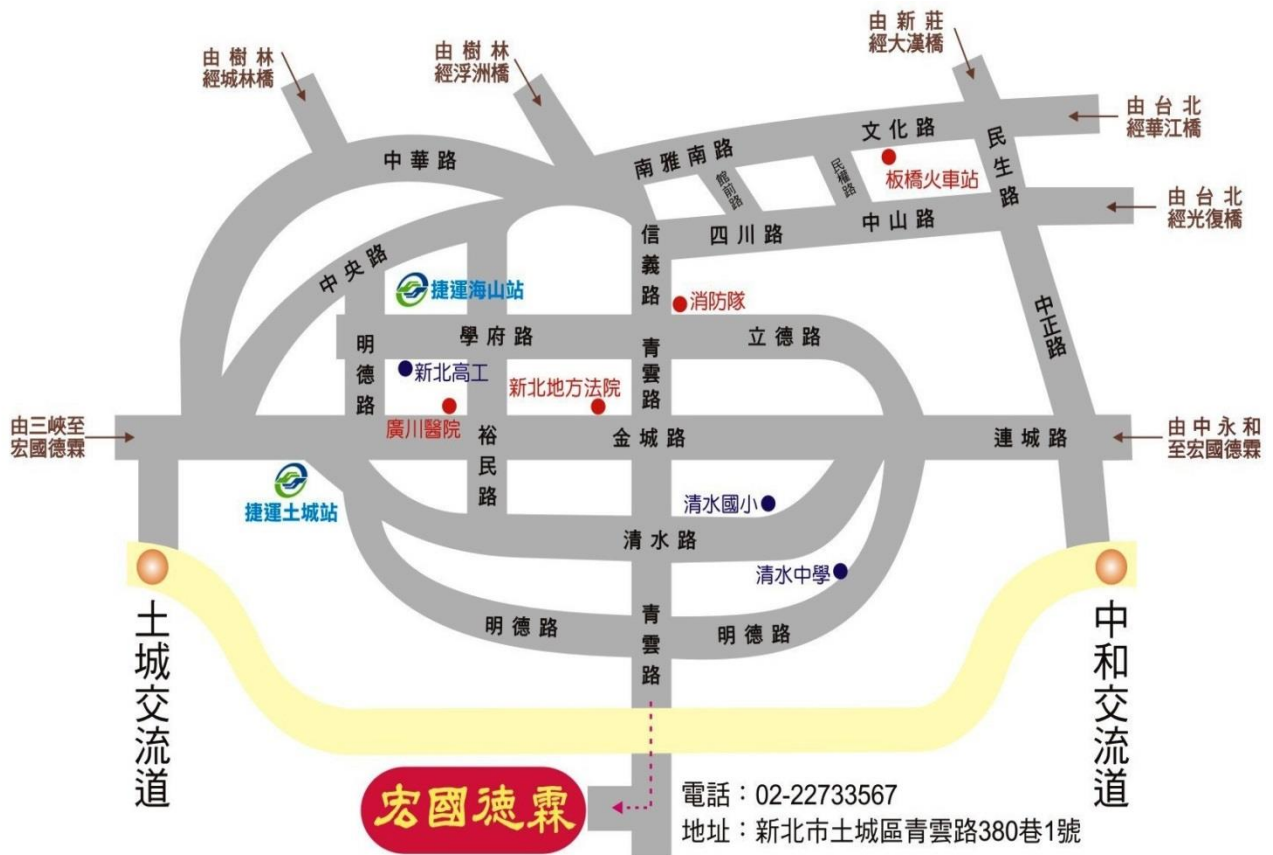 由新莊
經大漢橋
由樹林
經城林橋
由樹林
經浮洲橋
由台北
經華江橋
文化路
民生路
中華路
南雅南路
館前路
民權路
板橋火車站
由台北
經光復橋
信義路
四川路
中山路
中央路
捷運海山站
消防隊
中正路
明德路
學府路
青雲路
立德路
新北高工
新北地方法院
廣川醫院
由三峽至
宏國德霖
裕民路
金城路
連城路
由中永和
至宏國德霖
捷運土城站
清水國小
清水路
清水中學
土城交流道
明德路
青雲路
明德路
中和交流道
宏國德霖
電話：02-22733567
地址：新北市土城區青雲路380巷1號